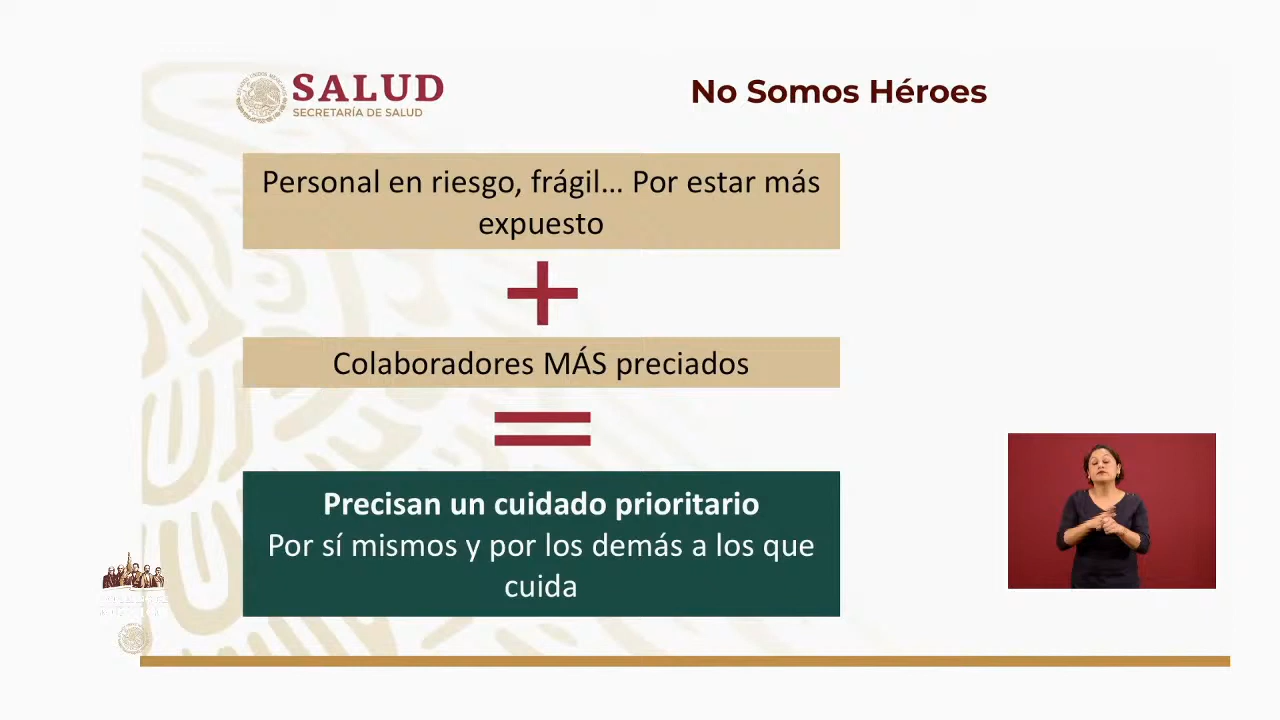 SALUD
SECRETARÍA DE SALUD
No Somos Héroes
Personal en riesgo, frágil... Por estar más
expuesto
+
Colaboradores MÁS preciados
=
Precisan un cuidado prioritario
Por sí mismos y por los demás a los que
cuida